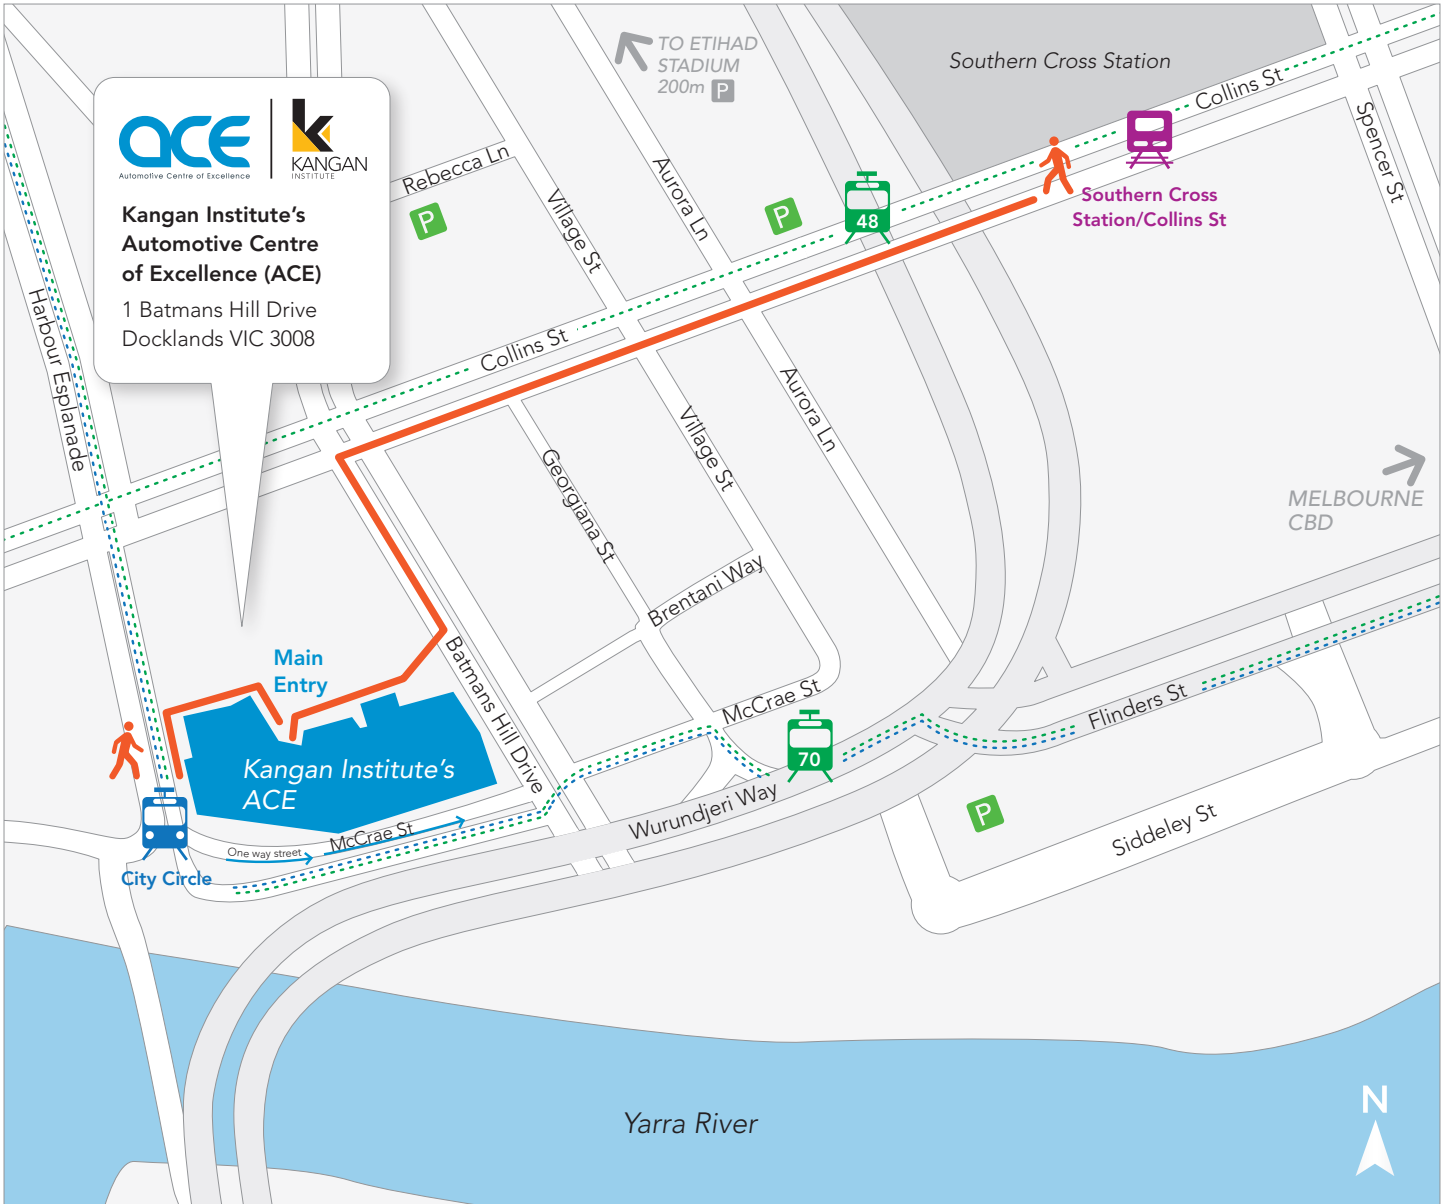 TO ETIHAD
STADIUM
200m P
Southern Cross Station
Collins St
Spencer St
ACE
Automotive Centre of Excellence
k
KANGAN
INSTITUTE
Kangan Institute's
Automotive Centre
of Excellence (ACE)
1 Batmans Hill Drive
Docklands VIC 3008
Rebecca Ln
P
Village St
Aurora Ln
P
48
Southern Cross
Station/Collins St
Harbour Esplanade
Collins St
Village St
Aurora Ln
Georgiana St
MELBOURNE
CBD
Brentani Way
Main
Entry
Batmans Hill Drive
McCrae St
Flinders St
70
Kangan Institute's
ACE
Wurundjeri Way
P
Siddeley St
McCrae St
One way street
City Circle
Yarra River
N